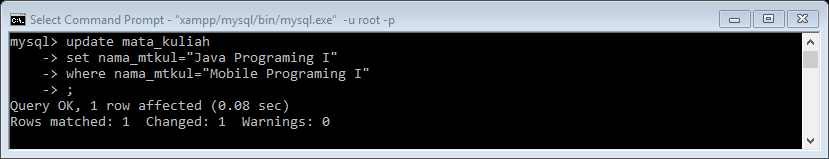 Select Command Prompt - "xampp/mysql/bin/mysql.exe" -u root -p
mysql> update mata_kuliah
    -> set nama_mtkul="Java Programing I"
    -> where nama_mtkul="Mobile Programing I"
    -> ;
Query OK, 1 row affected (0.08 sec)
Rows matched: 1  Changed: 1  Warnings: 0